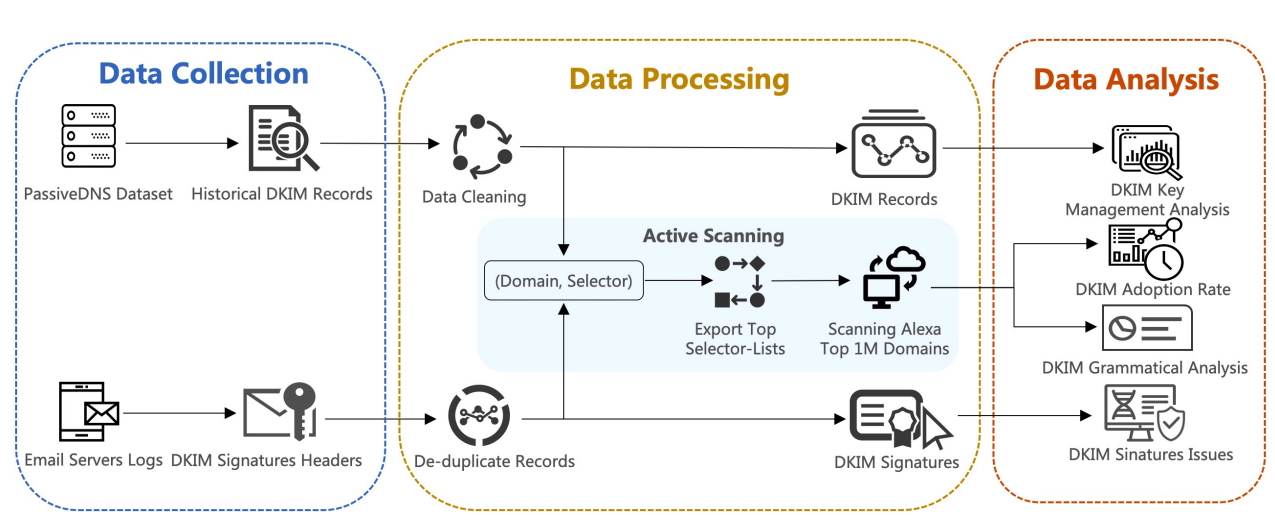 Data Collection
PassiveDNS Dataset
Historical DKIM Records
Email Servers Logs
DKIM Signatures Headers
Data Processing
Data Cleaning
DKIM Records
Active Scanning
(Domain, Selector)
Export Top
Selector-Lists
Scanning Alexa
Top 1M Domains
De-duplicate Records
DKIM Signatures
Data Analysis
DKIM Key
Management Analysis
DKIM Adoption Rate
DKIM Grammatical Analysis
DKIM Sinatures Issues